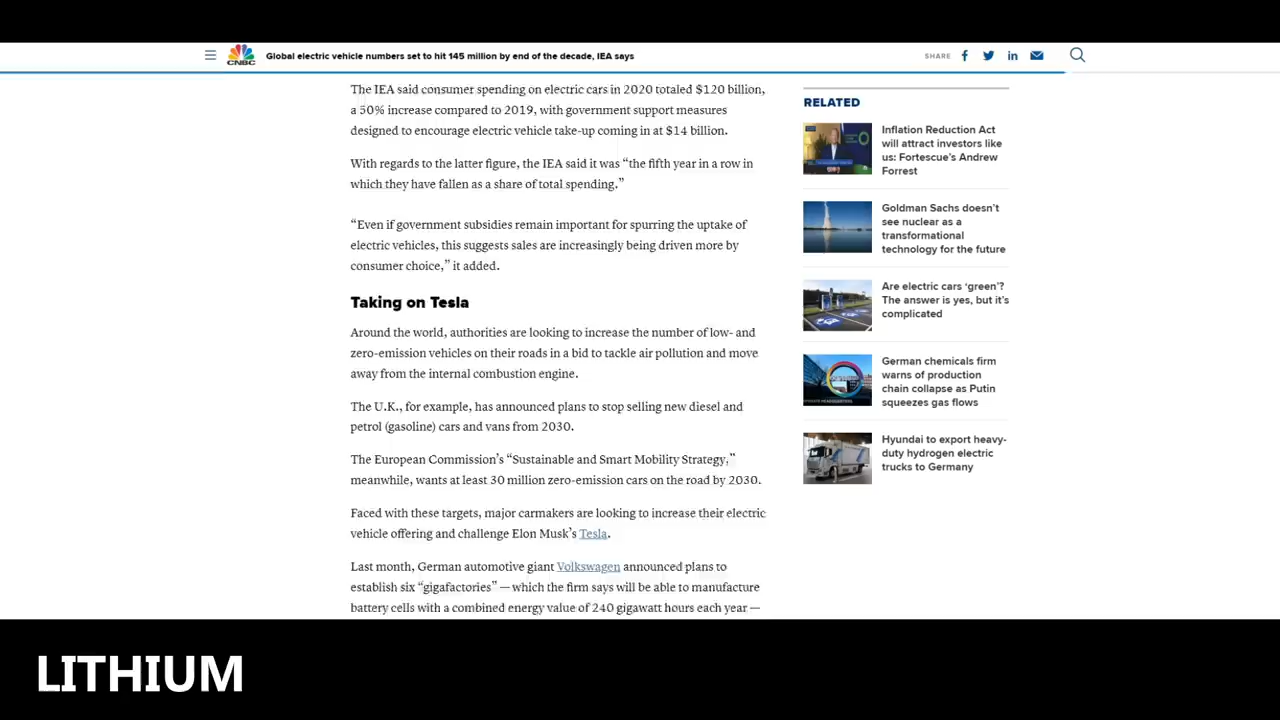 CNBC
Global electric vehicle numbers set to hit 145 million by end of the decade, IEA says
SHARE
The IEA said consumer spending on electric cars in 2020 totaled $120 billion,
a 50% increase compared to 2019, with government support measures
designed to encourage electric vehicle take-up coming in at $14 billion.
With regards to the latter figure, the IEA said it was “the fifth year in a row in
which they have fallen as a share of total spending.”
“Even if government subsidies remain important for spurring the uptake of
electric vehicles, this suggests sales are increasingly being driven more by
consumer choice,” it added.
Taking on Tesla
Around the world, authorities are looking to increase the number of low- and
zero-emission vehicles on their roads in a bid to tackle air pollution and move
away from the internal combustion engine.
The U.K., for example, has announced plans to stop selling new diesel and
petrol (gasoline) cars and vans from 2030.
The European Commission’s “Sustainable and Smart Mobility Strategy,”
meanwhile, wants at least 30 million zero-emission cars on the road by 2030.
Faced with these targets, major carmakers are looking to increase their electric
vehicle offering and challenge Elon Musk’s Tesla.
Last month, German automotive giant Volkswagen announced plans to
establish six “gigafactories” — which the firm says will be able to manufacture
battery cells with a combined energy value of 240 gigawatt hours each year —
RELATED
Inflation Reduction Act
will attract investors like
us: Fortescue’s Andrew
Forrest
Goldman Sachs doesn’t
see nuclear as a
transformational
technology for the future
Are electric cars ‘green’?
The answer is yes, but it’s
complicated
German chemicals firm
warns of production
chain collapse as Putin
squeezes gas flows
Hyundai to export heavy-
duty hydrogen electric
trucks to Germany
LITHIUM